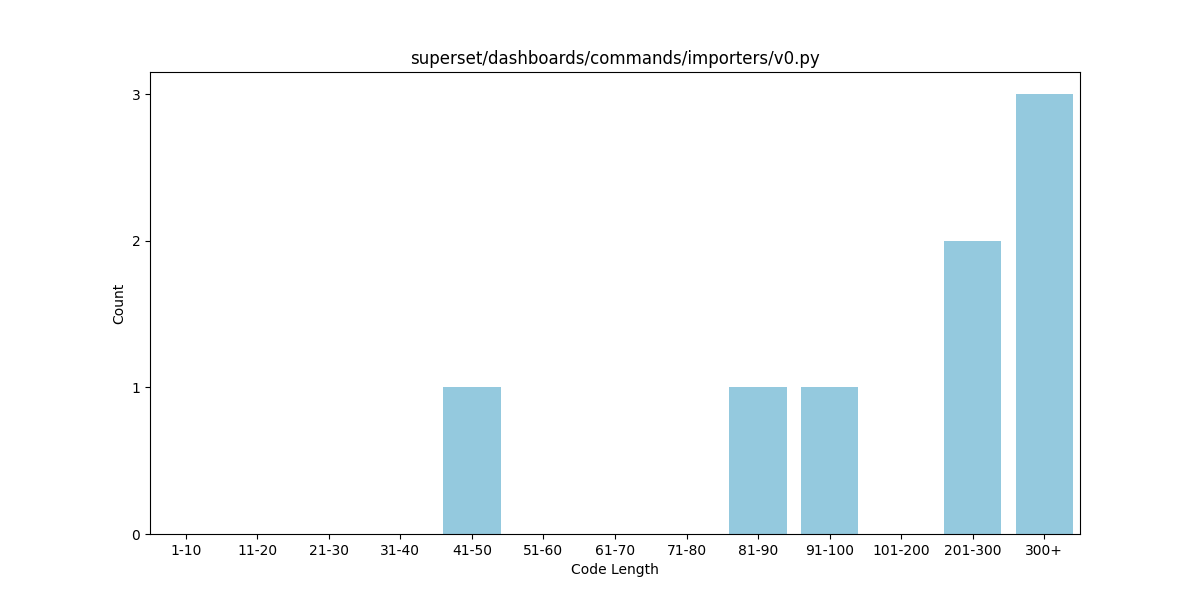 superset/dashboards/commands/importers/v0.py
Count
3
2
1
0
1-10 11-20 21-30 31-40 41-50 51-60 61-70 71-80 81-90 91-100 101-200 201-300 300+
Code Length